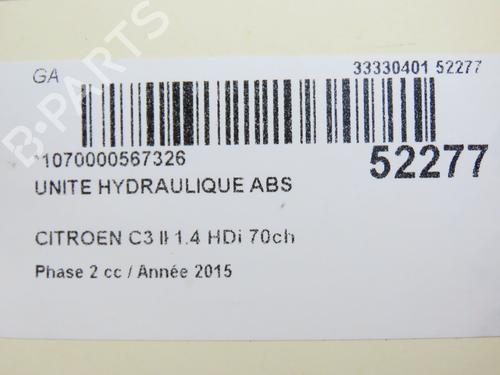 GA 33330401 52277
*1070000567326 52277
UNITE HYDRAULIQUE ABS
CITROEN C3 II 1.4 HDi 70ch
Phase 2 cc / Année 2015
B-PARTS